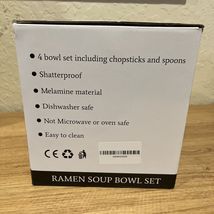 • 4 bowl set including chopsticks and spoons
• Shatterproof
• Melamine material
• Dishwasher safe
• Not Microwave or oven safe
• Easy to clean
CE
RAMEN SOUP BOWL SET